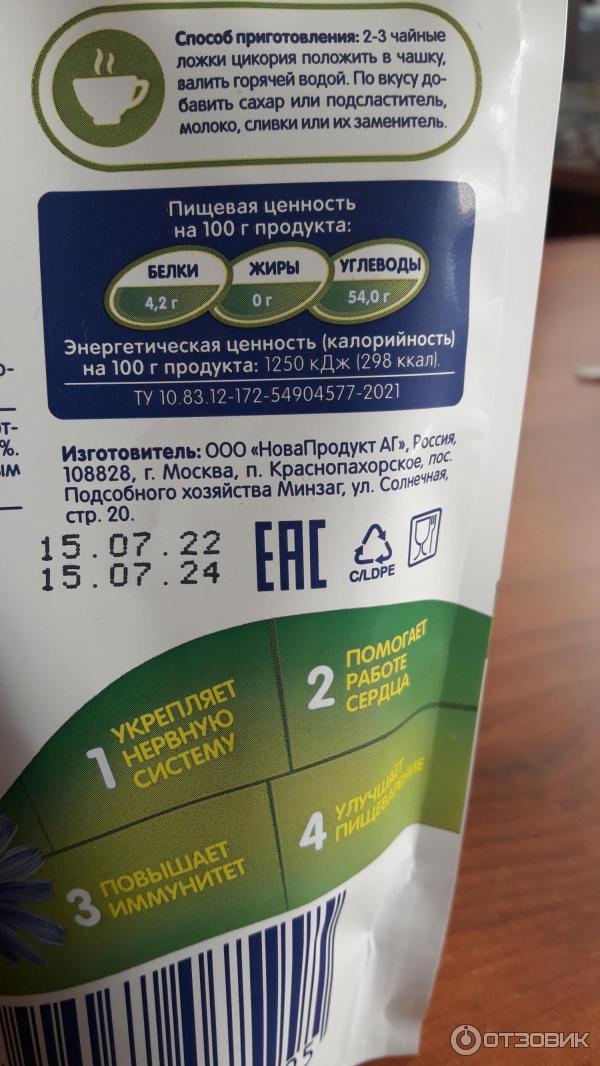 Способ приготовления: 2-3 чайные
ложки цикория положить в чашку,
залить горячей водой. По вкусу до-
бавить сахар или подсластитель,
молоко, сливки или их заменитель.
Пищевая ценность
на 100 г продукта:
БЕЛКИ ЖИРЫ УГЛЕВОДЫ
4,2 г 0 г 54,0 г
Энергетическая ценность (калорийность)
на 100 г продукта: 1250 кДж (298 ккал).
ТУ 10.83.12-172-54904577-2021
Изготовитель: ООО «НоваПродукт АГ», Россия,
108828, г. Москва, п. Краснопахорское, пос.
Подсобного хозяйства Минзаг, ул. Солнечная,
стр. 20.
15.07.22
15.07.24
EAC
C/LDPE
1 УКРЕПЛЯЕТ
НЕРВНУЮ
СИСТЕМУ
2 ПОМОГАЕТ
РАБОТЕ
СЕРДЦА
3 ПОВЫШАЕТ
ИММУНИТЕТ
4 УЛУЧШАЕТ
ПИЩЕВАРЕНИЕ
ОТЗОВИК